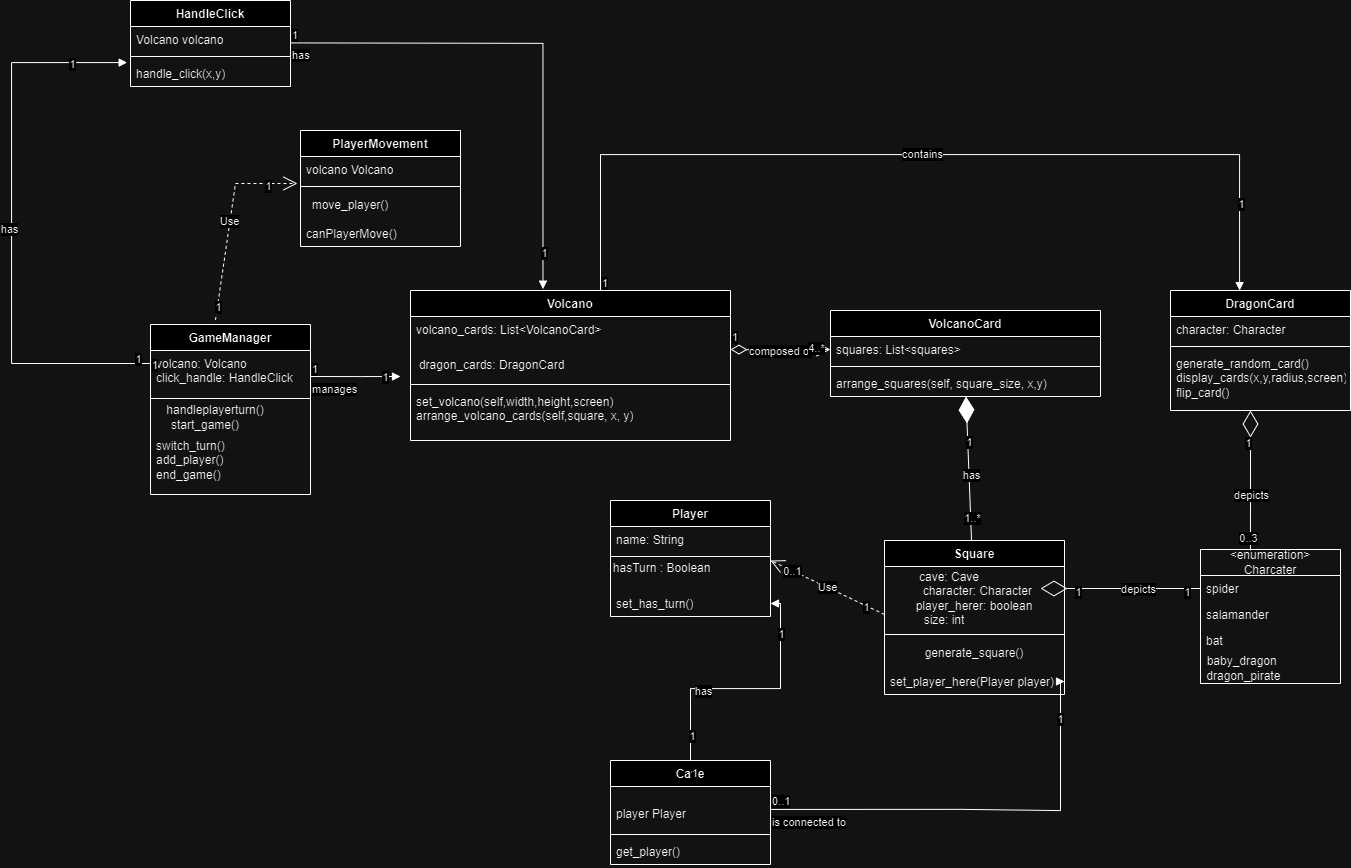 HandleClick
Volcano volcano
handle_click(x,y)
1
has
1
has
PlayerMovement
volcano Volcano
move_player()
canPlayerMove()
1
Use
1
contains
1
1
1
GameManager
volcano: Volcano
click_handle: HandleClick
handleplayerturn()
start_game()
switch_turn()
add_player()
end_game()
1
1
1
manages
1
Volcano
volcano_cards: List<VolcanoCard>
dragon_cards: DragonCard
set_volcano(self,width,height,screen)
arrange_volcano_cards(self,square, x, y)
1
composed of
4..*
VolcanoCard
squares: List<squares>
arrange_squares(self, square_size, x,y)
DragonCard
character: Character
generate_random_card()
display_cards(x,y,radius,screen)
flip_card()
1
depicts
0..3
1
has
1..*
Player
name: String
hasTurn : Boolean
set_has_turn()
0..1
Use
1
Square
cave: Cave
character: Character
player_herer: boolean
size: int
generate_square()
set_player_here(Player player)
1
depicts
1
<enumeration>
Charcater
spider
salamander
bat
baby_dragon
dragon_pirate
1
has
1
1
player Player
get_player()
0..1
is connected to
1